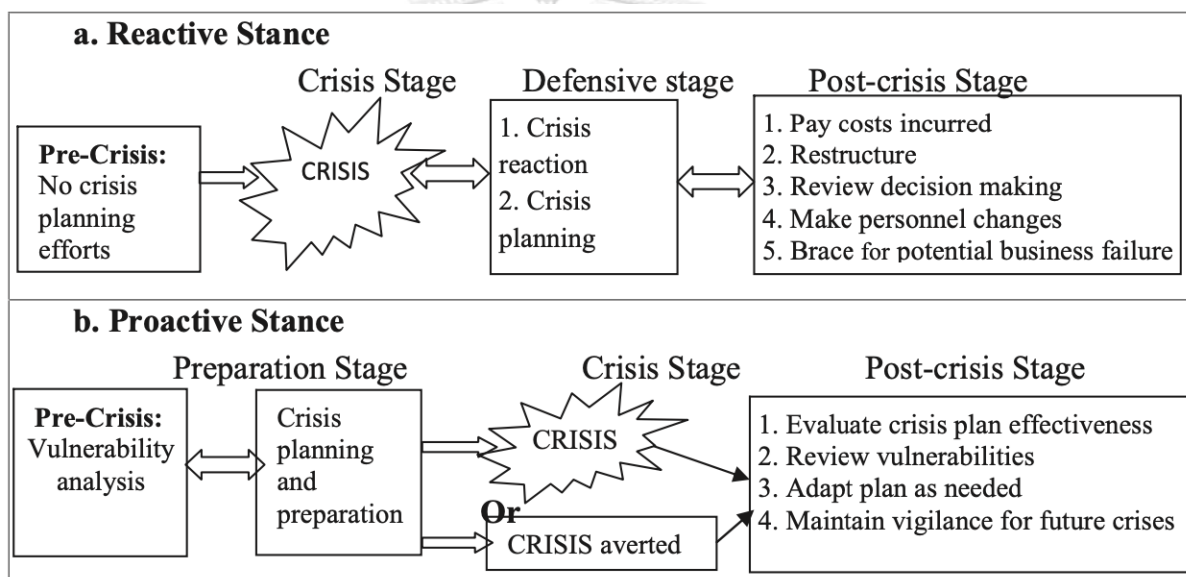 a. Reactive Stance
Crisis Stage
Defensive stage
Post-crisis Stage
Pre-Crisis:
No crisis
planning
efforts
CRISIS
1. Crisis
reaction
2. Crisis
planning
1. Pay costs incurred
2. Restructure
3. Review decision making
4. Make personnel changes
5. Brace for potential business failure
b. Proactive Stance
Preparation Stage
Crisis Stage
Post-crisis Stage
Pre-Crisis:
Vulnerability
analysis
Crisis
planning
and
preparation
CRISIS
Or
CRISIS averted
1. Evaluate crisis plan effectiveness
2. Review vulnerabilities
3. Adapt plan as needed
4. Maintain vigilance for future crises